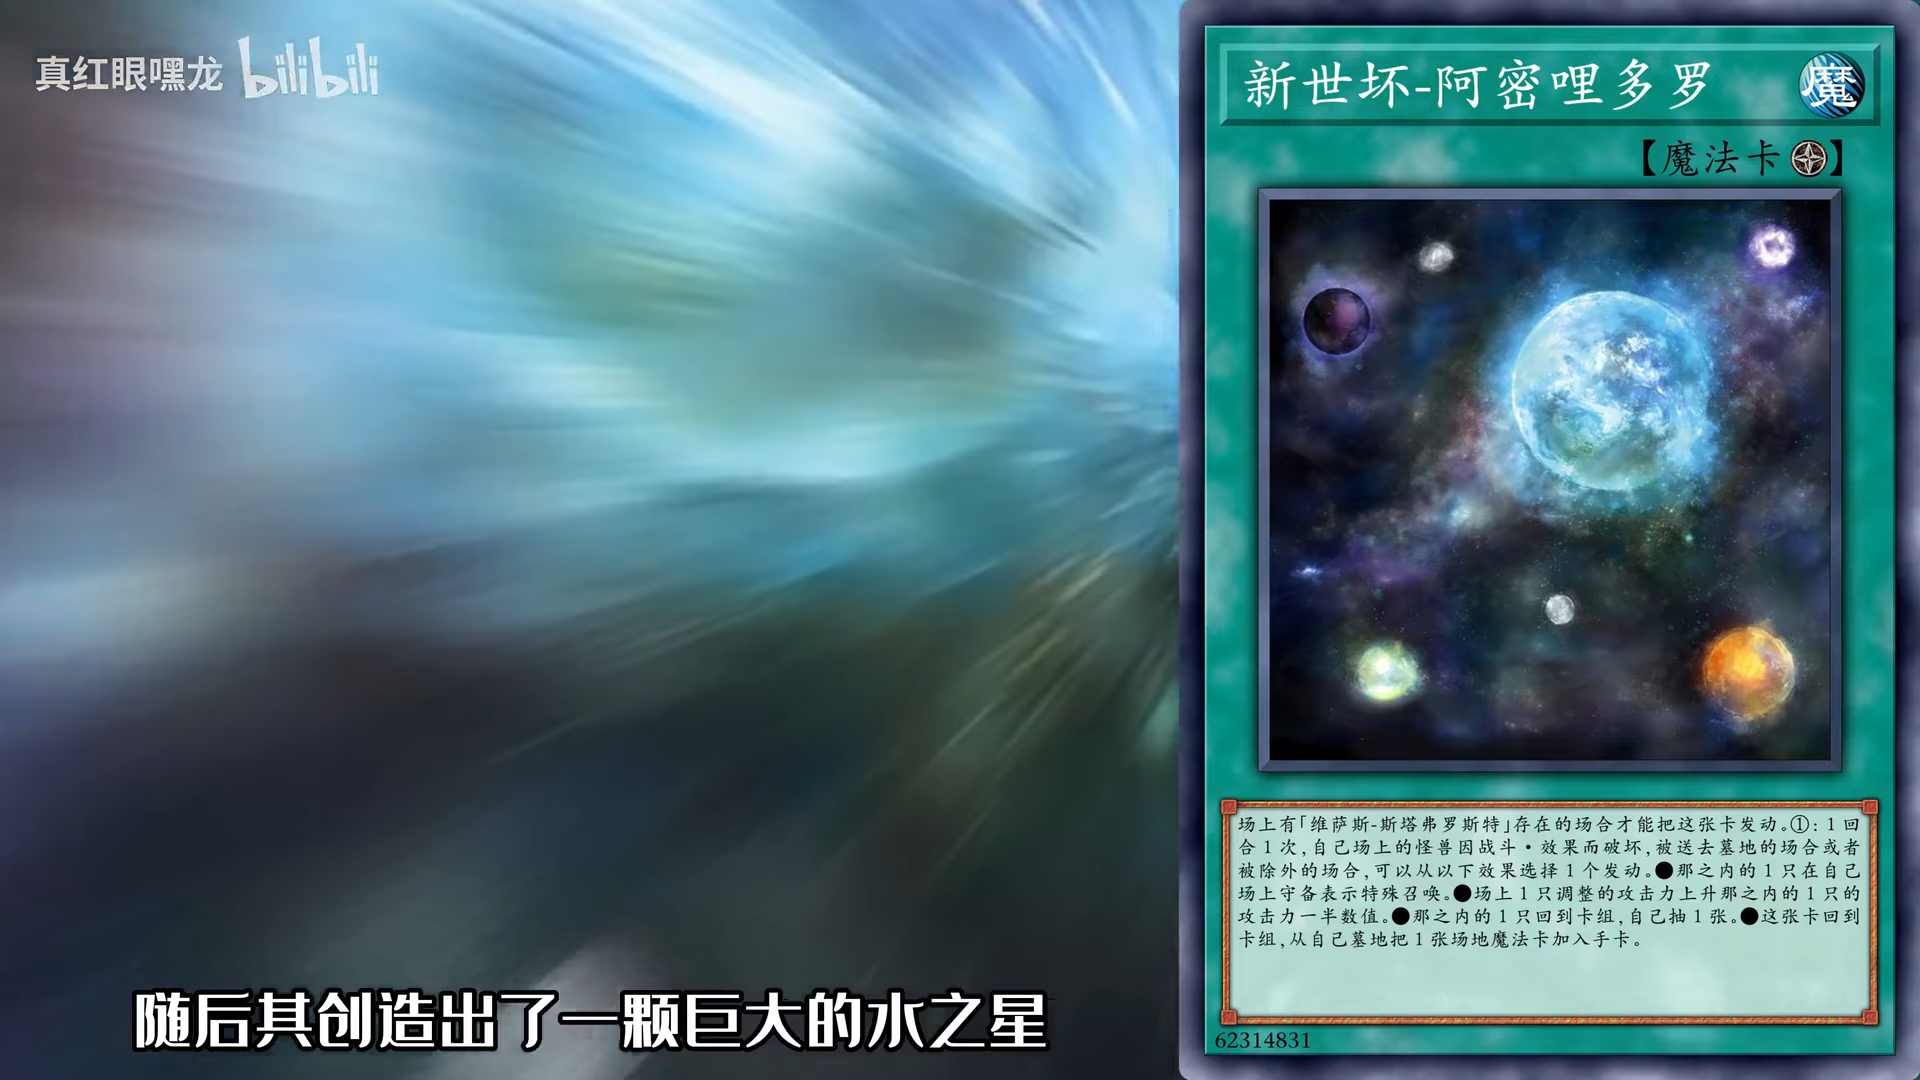 真红眼嘿龙 bilibili
新世坏-阿密哩多罗
魔
【魔法卡】
场上有「维萨斯-斯塔弗罗斯特」存在的场合才能把这张卡发动。①：1回
合1次，自己场上的怪兽因战斗·效果而破坏，被送去墓地的场合或者
被除外的场合，可以从以下效果选择1个发动。●那之内的1只在自己
场上守备表示特殊召唤。●场上1只调整的攻击力上升那之内的1只的
攻击力一半数值。●那之内的1只回到卡组，自己抽1张。●这张卡回到
卡组，从自己墓地把1张场地魔法卡加入手卡。
62314831
随后其创造出了一颗巨大的水之星